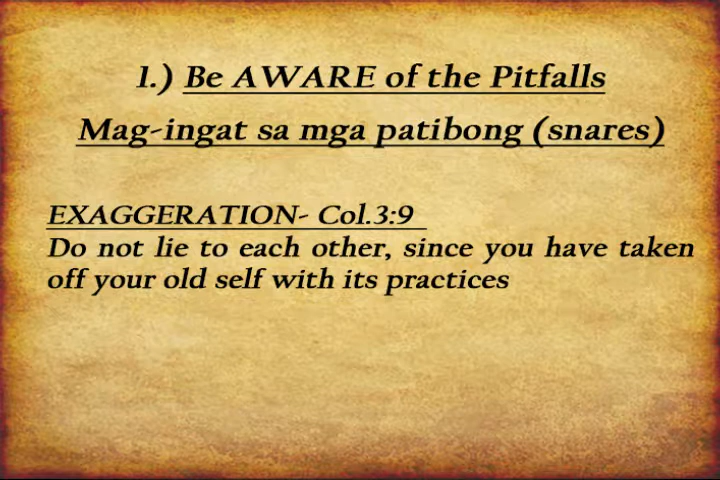 1.) Be AWARE of the Pitfalls
Mag-ingat sa mga patibong (snares)
EXAGGERATION- Col.3:9
Do not lie to each other, since you have taken
off your old self with its practices